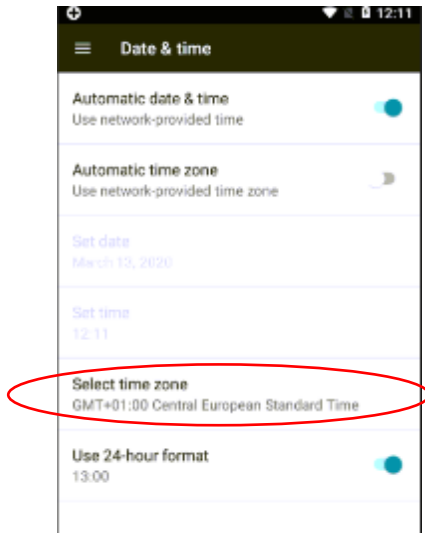 12:11
Date & time
Automatic date & time
Use network-provided time
Automatic time zone
Use network-provided time zone
Set date
March 13, 2020
Set time
12:11
Select time zone
GMT+01:00 Central European Standard Time
Use 24-hour format
13:00